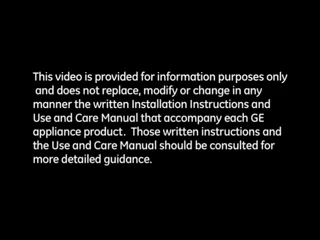 This video is provided for information purposes only
and does not replace, modify or change in any
manner the written Installation Instructions and
Use and Care Manual that accompany each GE
appliance product. Those written instructions and
the Use and Care Manual should be consulted for
more detailed guidance.